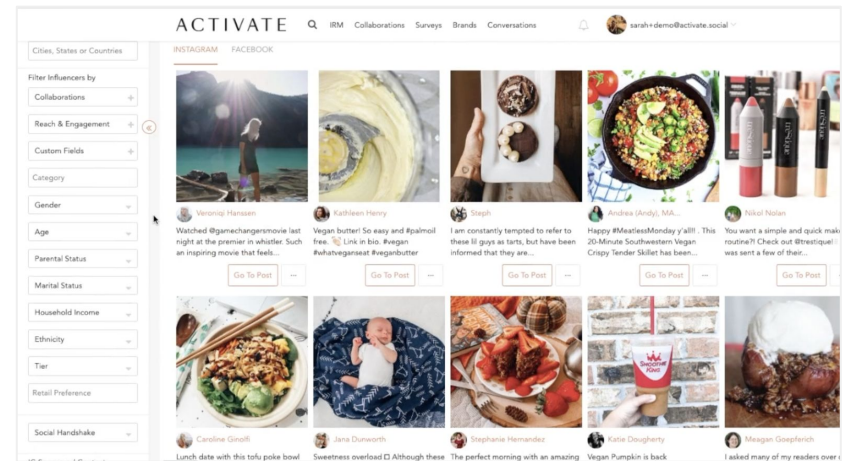 ACTIVATE
IRM
Collaborations
Surveys
Brands
Conversations
sarah+demo@activate.social
Cities, States or Countries
Filter Influencers by
Collaborations
Reach & Engagement
Custom Fields
Category
Gender
Age
Parental Status
Marital Status
Household Income
Ethnicity
Tier
Retail Preference
Social Handshake
INSTAGRAM
FACEBOOK
Veroniqi Hanssen
Watched @gamechangersmovie last
night at the premier in whistler. Such
an inspiring movie that feels...
Go To Post
...
Kathleen Henry
Vegan butter! So easy and #palmoil
free. Link in bio. #vegan
#whatveganseat #veganbutter
Go To Post
...
Steph
I am constantly tempted to refer to
these lil guys as tarts, but have been
informed that they are...
Go To Post
...
Andrea (Andy), MA...
Happy #MeatlessMonday y'all!! . This
20-Minute Southwestern Vegan
Crispy Tender Skillet has been...
Go To Post
...
trèStiQue
trèStiQue
Nikol Nolan
You want a simple and quick mak
routine?! Check out @trestique
was sent a few of their...
Go To Post
SMOOTHIE
KING
Caroline Ginolfi
Lunch date with this tofu poke bowl
Jana Dunworth
Sweetness overload Although these
Stephanie Hernandez
The perfect morning with an amazing
Katie Dougherty
Vegan Pumpkin is back
Meagan Goepferich
I asked many of my readers over